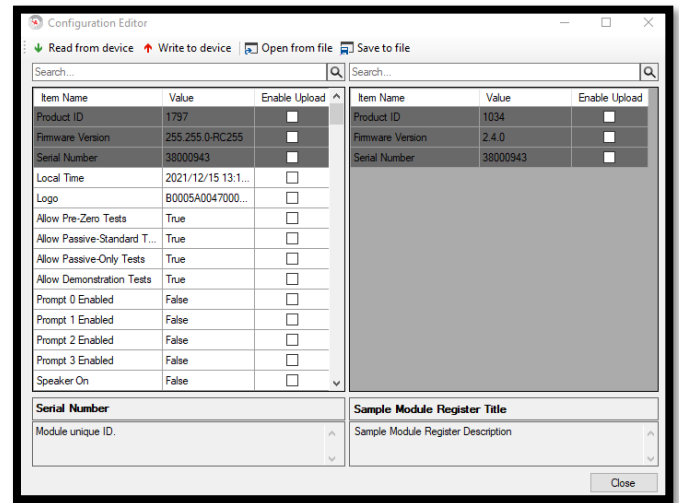 Configuration Editor
Read from device Write to device Open from file Save to file
Search... Search...
Item Name Value Enable Upload Item Name Value Enable Upload
Product ID 1797 Product ID 1034
Firmware Version 255.255.0-RC255 Firmware Version 2.4.0
Serial Number 38000943 Serial Number 38000943
Local Time 2021/12/15 13:1...
Logo B0005A0047000...
Allow Pre-Zero Tests True
Allow Passive-Standard T... True
Allow Passive-Only Tests True
Allow Demonstration Tests True
Prompt 0 Enabled False
Prompt 1 Enabled False
Prompt 2 Enabled False
Prompt 3 Enabled False
Speaker On False
Serial Number Sample Module Register Title
Module unique ID. Sample Module Register Description
Close